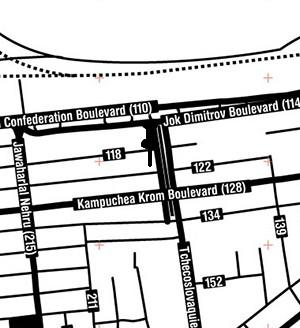 Confederation Boulevard (110)
Jok Dimitrov Boulevard (114
118
122
Jawaharlal Nehru (215)
Kampuchea Krom Boulevard (128)
134
139
Tchecoslovaquie
152
211